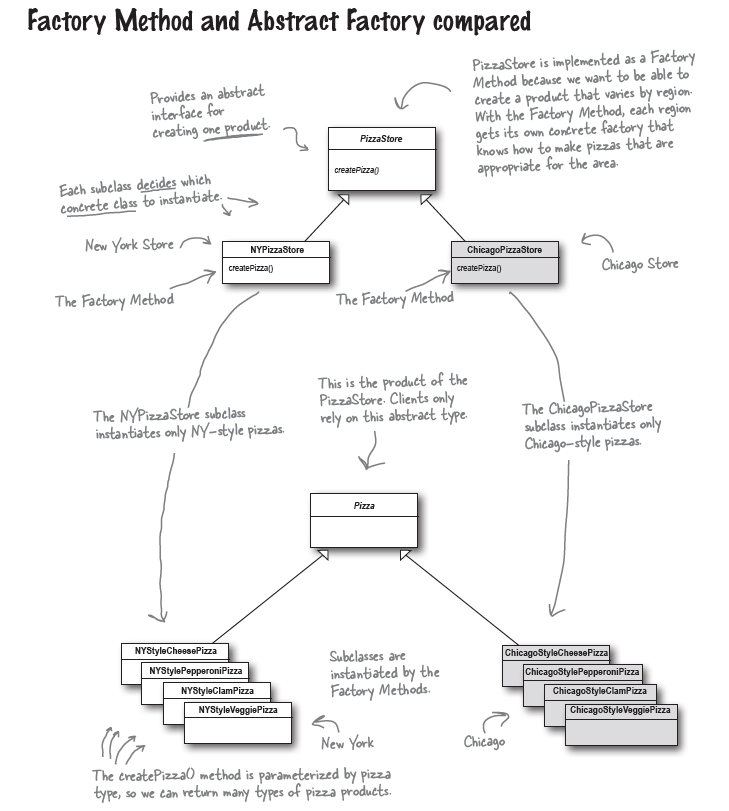 Factory Method and Abstract Factory compared
PizzaStore is implemented as a Factory
Method because we want to be able to
create a product that varies by region.
With the Factory Method, each region
gets its own concrete factory that
knows how to make pizzas that are
appropriate for the area.
Provides an abstract
interface for
creating one product.
PizzaStore
createPizza()
Each subclass decides which
concrete class to instantiate.
New York Store
NYPizzaStore
createPizza()
ChicagoPizzaStore
createPizza()
Chicago Store
The Factory Method
The Factory Method
This is the product of the
PizzaStore. Clients only
rely on this abstract type.
The NYPizzaStore subclass
instantiates only NY-style pizzas.
The ChicagoPizzaStore
subclass instantiates only
Chicago-style pizzas.
Pizza
NYStyleCheesePizza
NYStylePepperoniPizza
NYStyleClamPizza
NYStyleVeggiePizza
Subclasses are
instantiated by the
Factory Methods.
ChicagoStyleCheesePizza
ChicagoStylePepperoniPizza
ChicagoStyleClamPizza
ChicagoStyleVeggiePizza
New York
Chicago
The createPizza() method is parameterized by pizza
type, so we can return many types of pizza products.